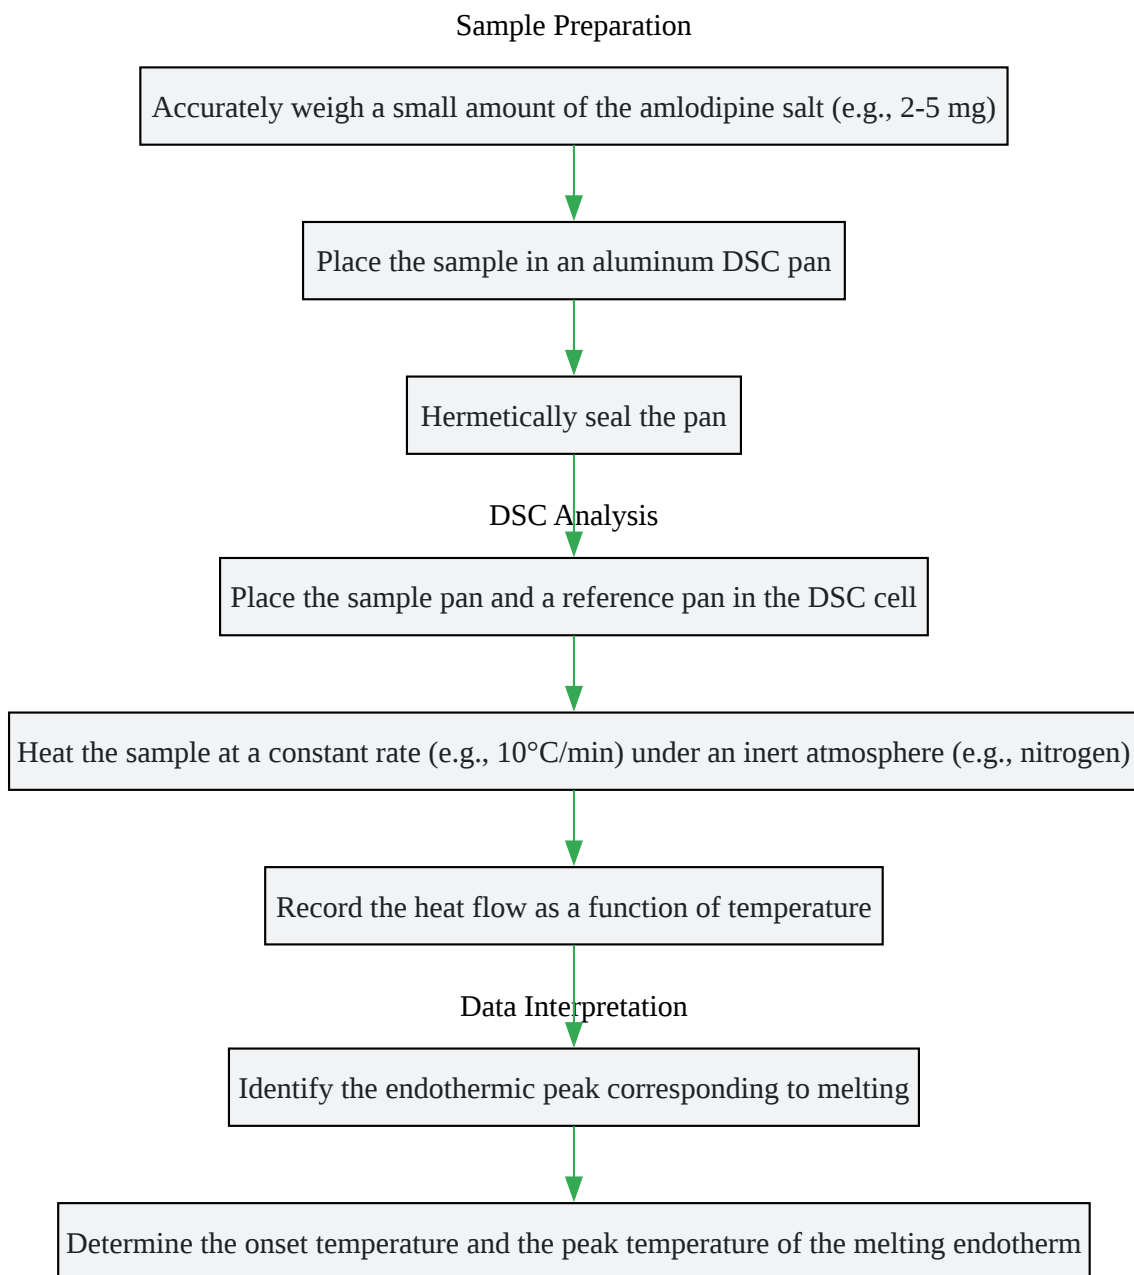 Sample Preparation
Accurately weigh a small amount of the amlodipine salt (e.g., 2-5 mg)
Place the sample in an aluminum DSC pan
Hermetically seal the pan
DSC Analysis
Place the sample pan and a reference pan in the DSC cell
Heat the sample at a constant rate (e.g., 10°C/min) under an inert atmosphere (e.g., nitrogen)
Record the heat flow as a function of temperature
Data Interpretation
Identify the endothermic peak corresponding to melting
Determine the onset temperature and the peak temperature of the melting endotherm